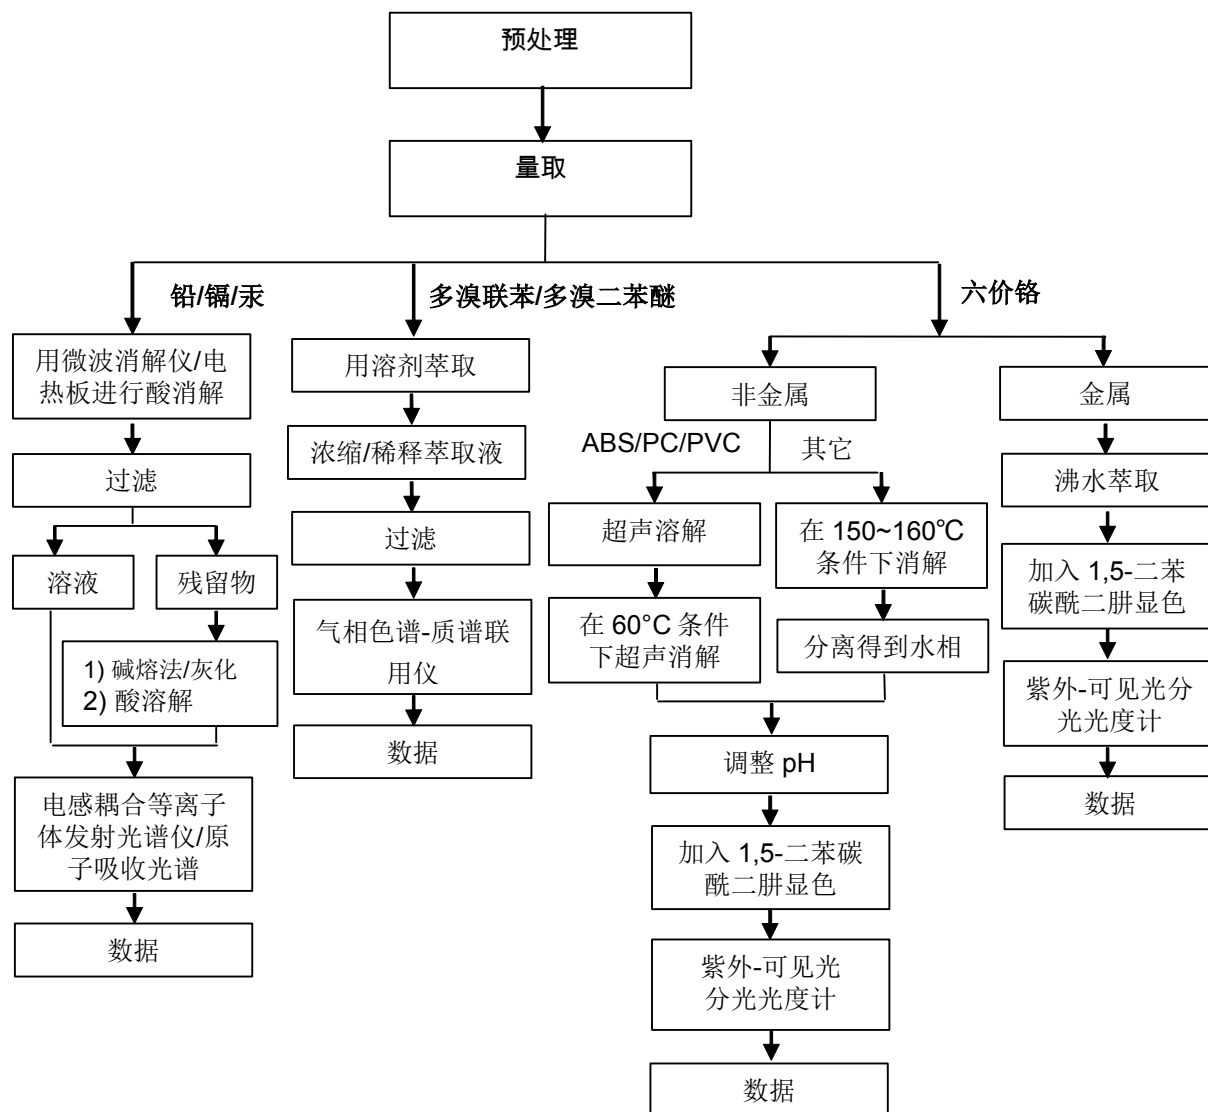 预处理
量取
铅/镉/汞
多溴联苯/多溴二苯醚
六价铬
用微波消解仪/电
热板进行酸消解
过滤
溶液
残留物
1) 碱熔法/灰化
2) 酸溶解
电感耦合等离子
体发射光谱仪/原
子吸收光谱
数据
用溶剂萃取
浓缩/稀释萃取液
过滤
气相色谱-质谱联
用仪
数据
非金属
ABS/PC/PVC
其它
超声溶解
在 60°C 条件
下超声消解
在 150~160℃
条件下消解
分离得到水相
调整 pH
加入 1,5-二苯碳
酰二肼显色
紫外-可见光
分光光度计
数据
金属
沸水萃取
加入 1,5-二苯
碳酰二肼显色
紫外-可见光分
光光度计
数据